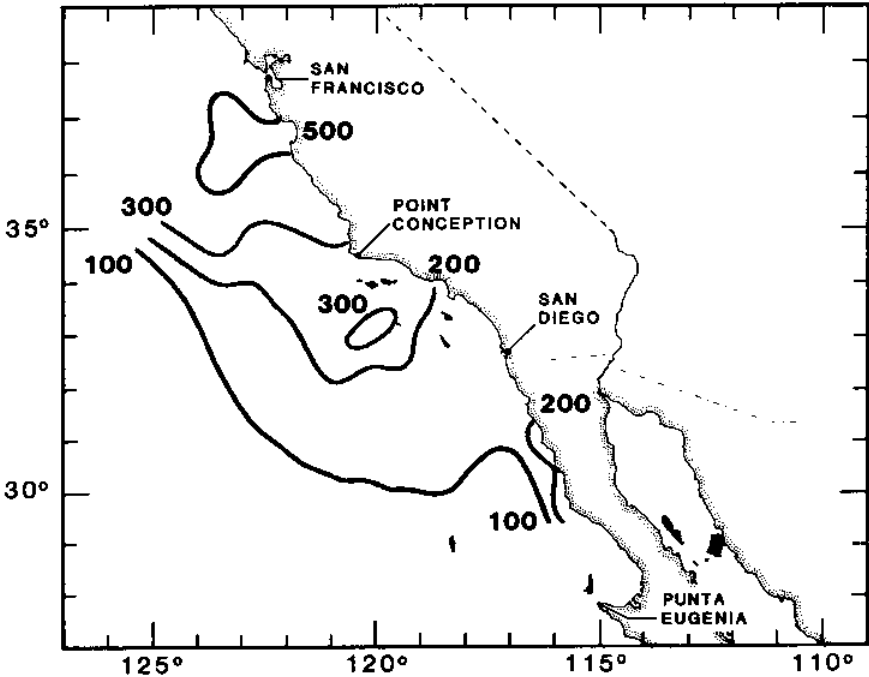 SAN
FRANCISCO
500
POINT
CONCEPTION
300
35°
100
200
300
SAN
DIEGO
200
30°
100
PUNTA
EUGENIA
125°
120°
115°
110°